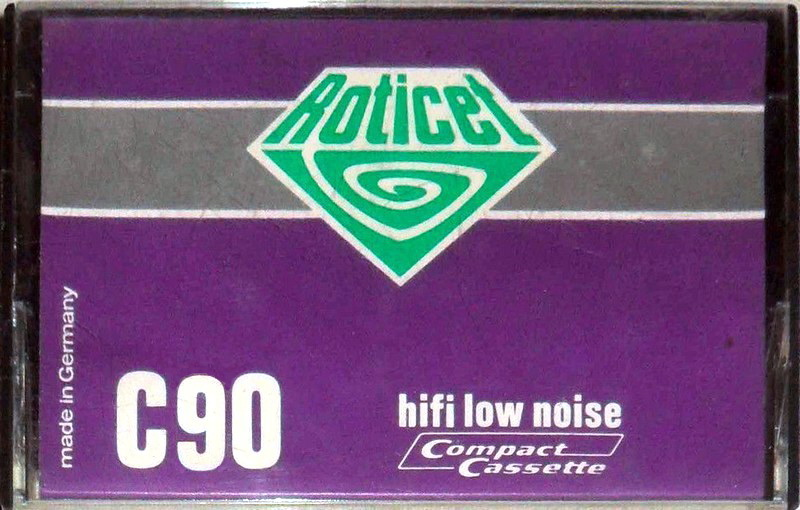 Roticet
made in Germany
C90
hifi low noise
Compact
Cassette